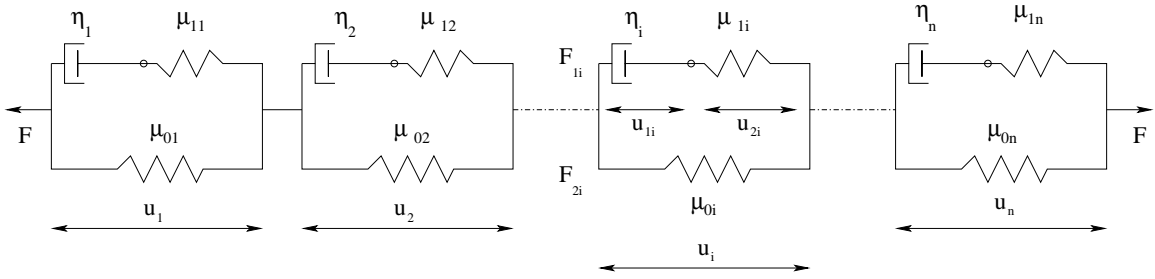 η₁ μ₁₁ η₂ μ₁₂ ηᵢ μ₁ᵢ ηₙ μ₁ₙ
F₁ᵢ
F u₁ᵢ u₂ᵢ F
μ₀₁ μ₀₂ μ₀ₙ
F₂ᵢ
μ₀ᵢ
u₁ u₂ uₙ
uᵢ